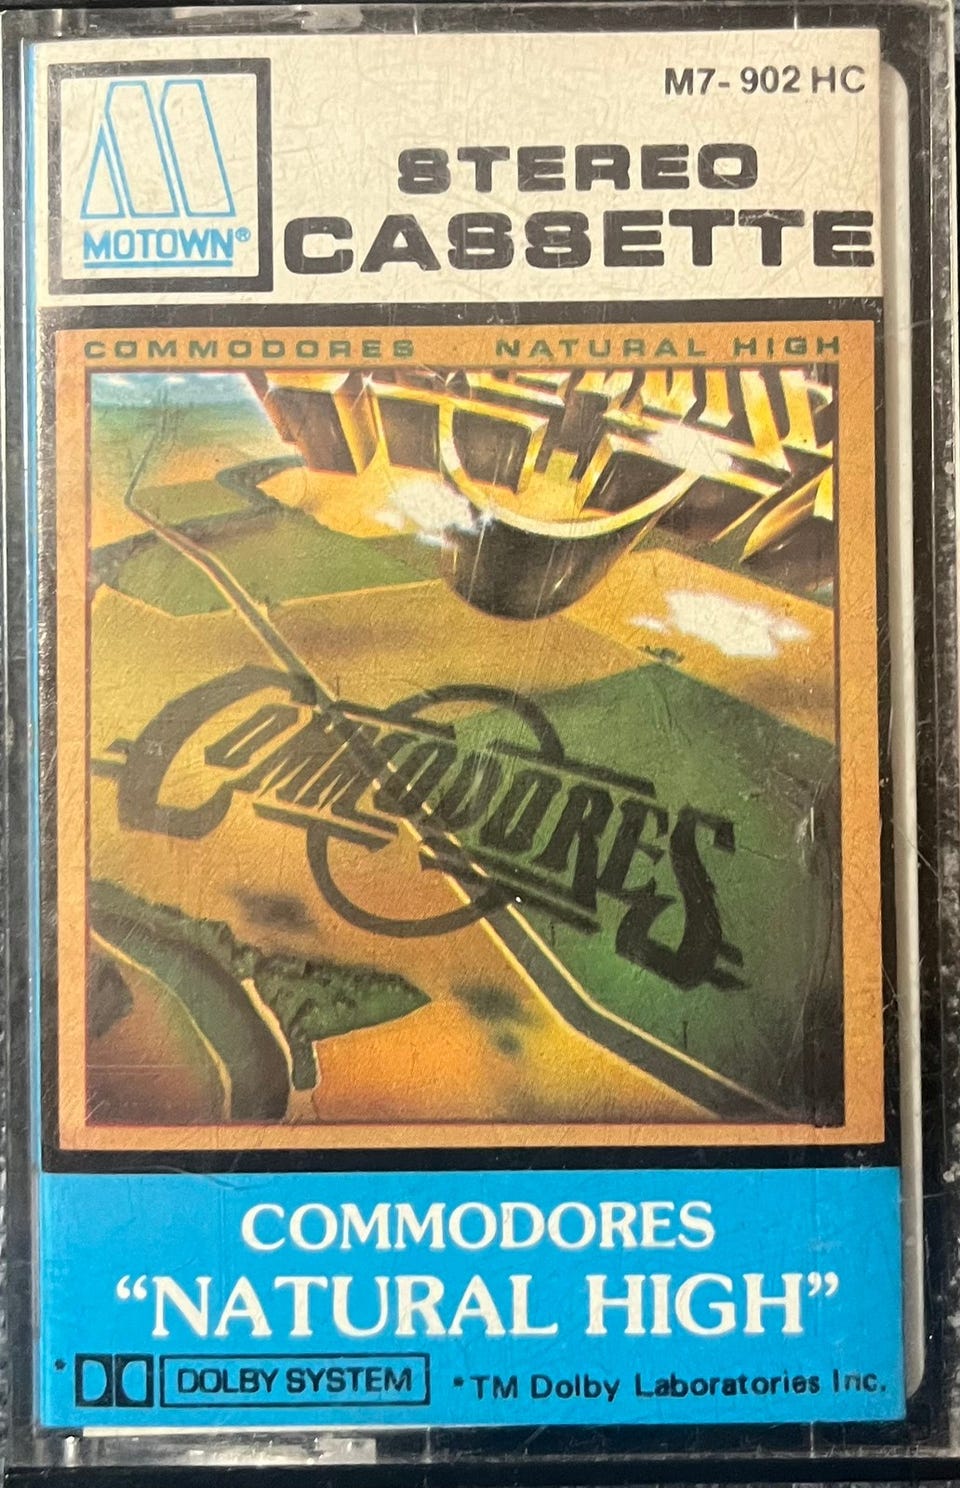 M7- 902 HC
MOTOWN®
STEREO
CASSETTE
COMMODORES · NATURAL HIGH
COMMODORES
COMMODORES
“NATURAL HIGH”
* DOLBY SYSTEM *TM Dolby Laboratories Inc.